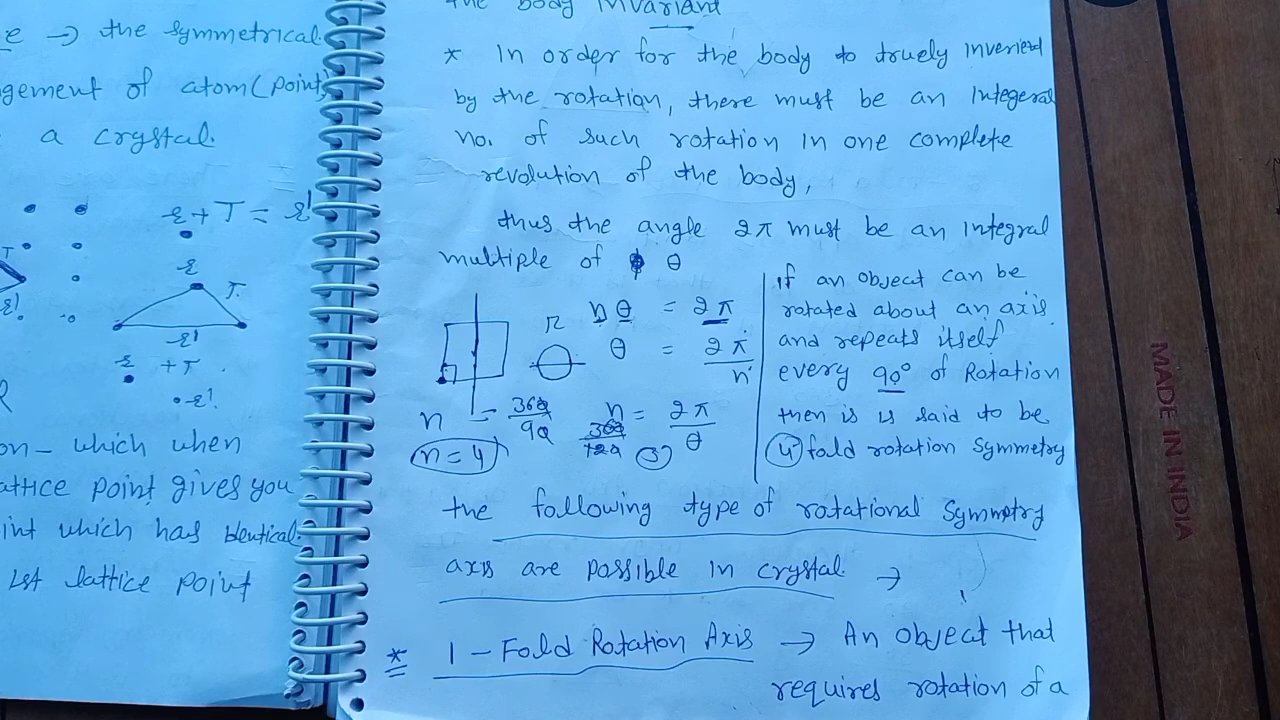 e → the symmetrical
gement of atom (Point)
a crystal.
r + T = r'
r
T
r'
T
r'
r
+T
r'
on - which when
attice point gives you
int which has identical
1st lattice point
the body invariant
* In order for the body to truely inveriend
by the rotation, there must be an Integeral
no. of such rotation in one complete
revolution of the body,
thus the angle 2π must be an integral
multiple of θ
nθ = 2π
θ = 2π/n
n = 360/90
n = 2π/θ
n = 4
360/120 3
if an object can be
rotated about an axis
and repeats itself
every 90° of Rotation
then is is said to be
4 fold rotation symmetry
the following type of rotational Symmetry
axis are possible in crystal →
* 1 - Fold Rotation Axis → An object that
requires rotation of a
MADE IN INDIA